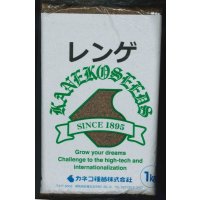 レンゲ
KANEKOSEEDS
SINCE 1895
Grow your dreams
Challenge to the high-tech and
internationalization
カネコ種苗株式会社
1kg